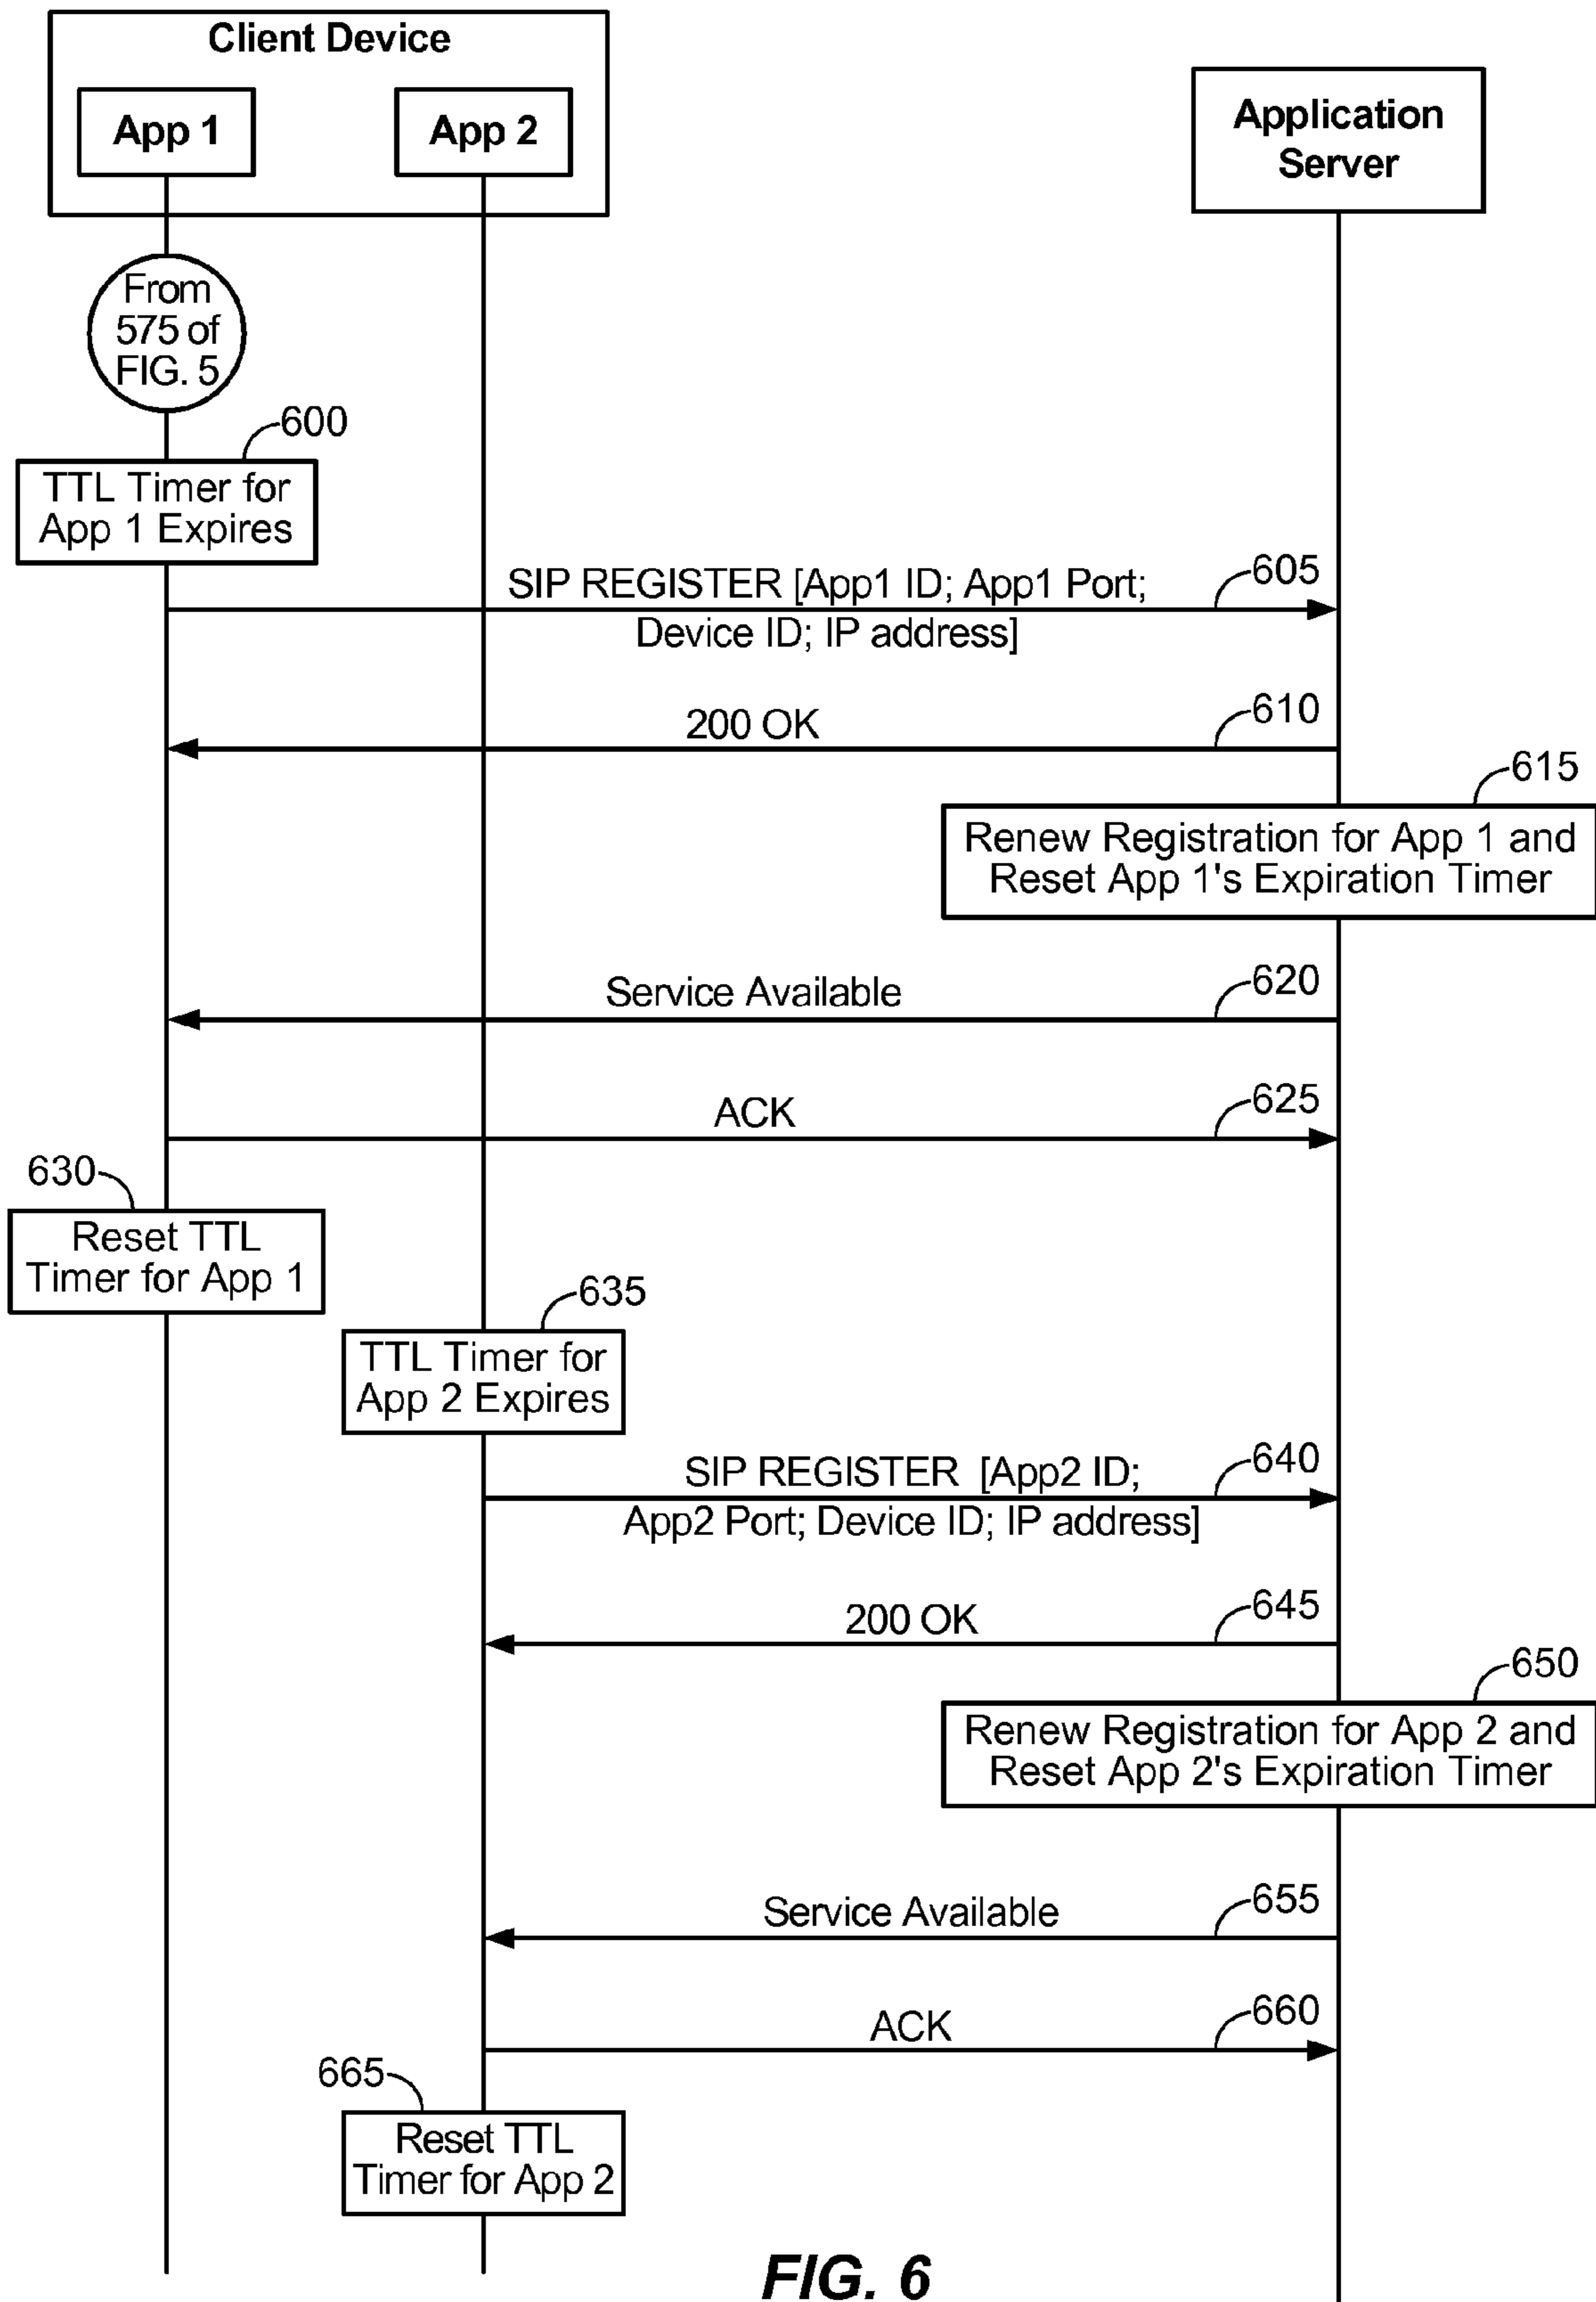 Client Device
App 1
App 2
Application
Server
From
575 of
FIG. 5
600
TTL Timer for
App 1 Expires
SIP REGISTER [App1 ID; App1 Port;
Device ID; IP address]
605
200 OK
610
615
Renew Registration for App 1 and
Reset App 1's Expiration Timer
Service Available
620
ACK
625
630
Reset TTL
Timer for App 1
635
TTL Timer for
App 2 Expires
SIP REGISTER [App2 ID;
App2 Port; Device ID; IP address]
640
200 OK
645
650
Renew Registration for App 2 and
Reset App 2's Expiration Timer
Service Available
655
ACK
660
665
Reset TTL
Timer for App 2
FIG. 6